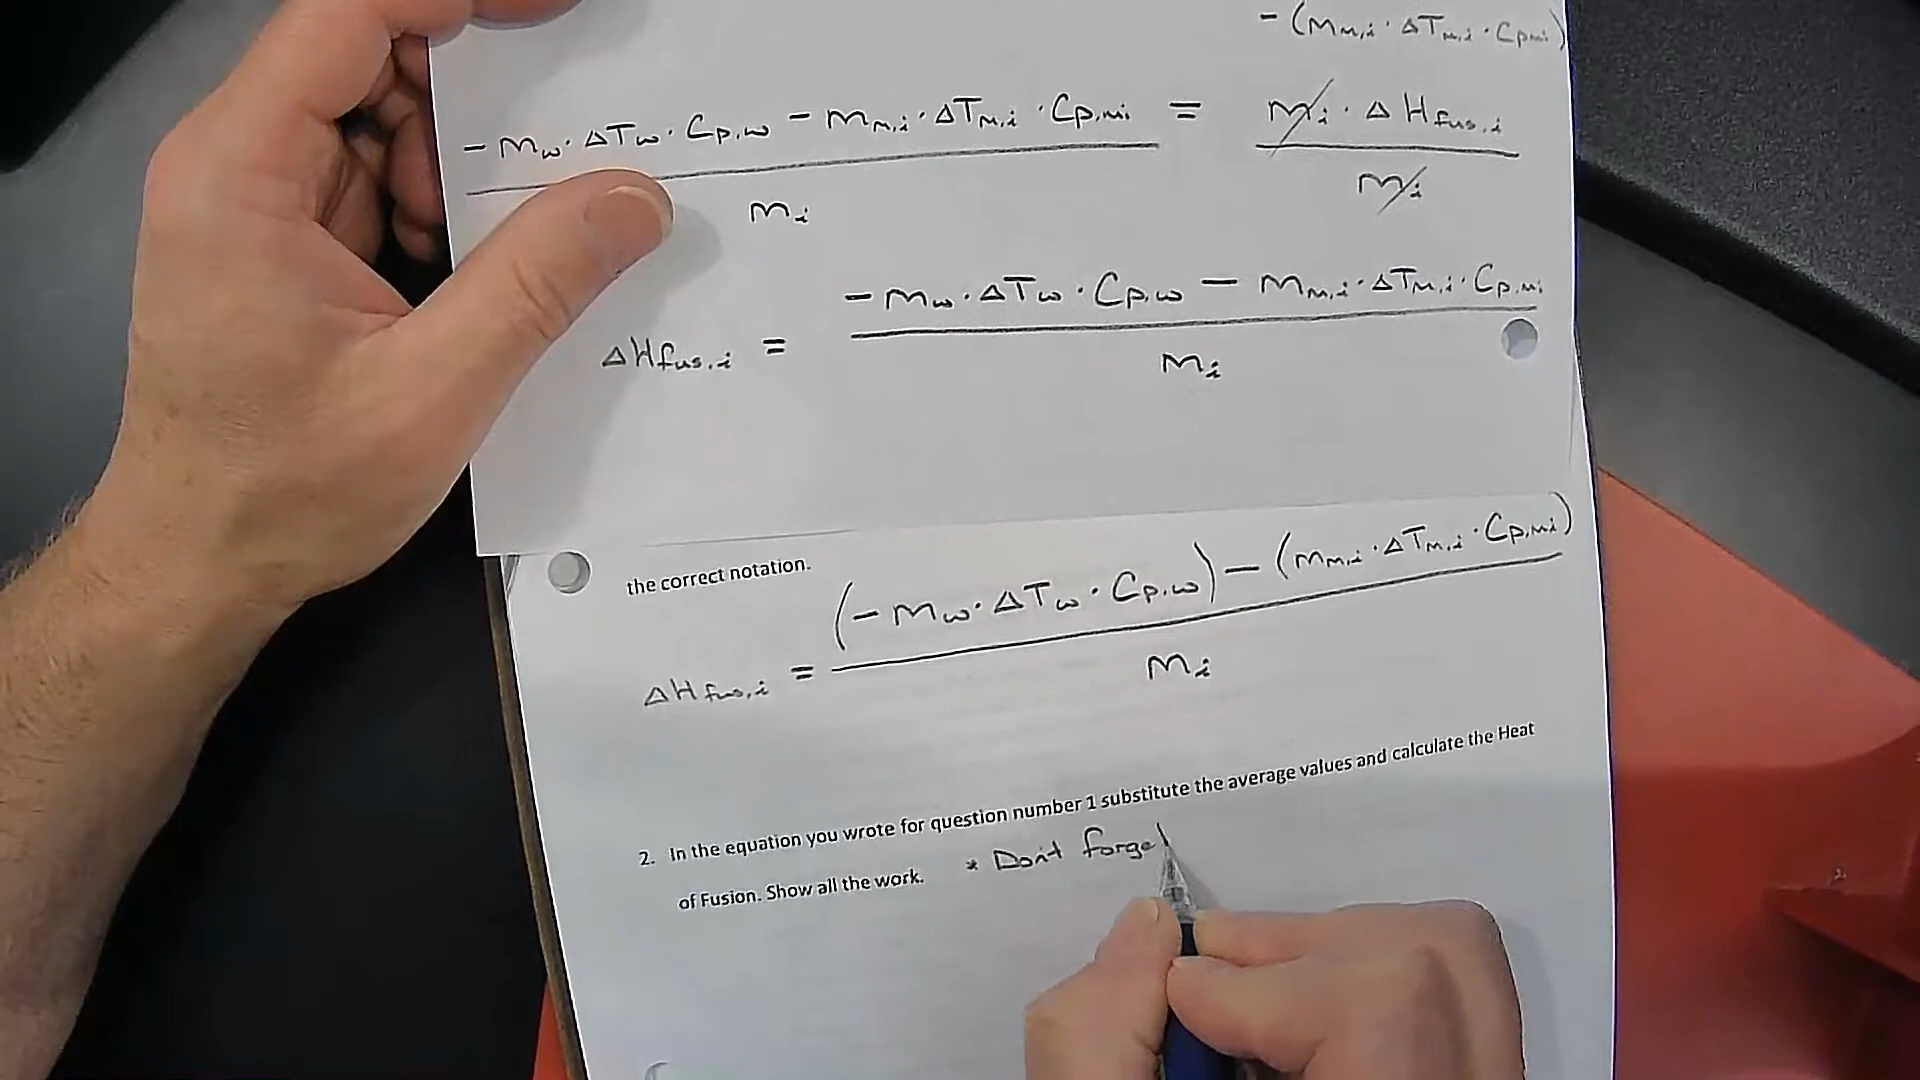 - (mM,i · ΔTM,i · Cp,mi)
- mw · ΔTw · Cp,w - mM,i · ΔTM,i · Cp,mi = mi · ΔHfus,i
mi mi
ΔHfus,i = - mw · ΔTw · Cp,w - mM,i · ΔTM,i · Cp,mi
mi
the correct notation.
ΔHfus,i = (- mw · ΔTw · Cp,w) - (mM,i · ΔTM,i · Cp,mi)
mi
2. In the equation you wrote for question number 1 substitute the average values and calculate the Heat
of Fusion. Show all the work. * Don't forge